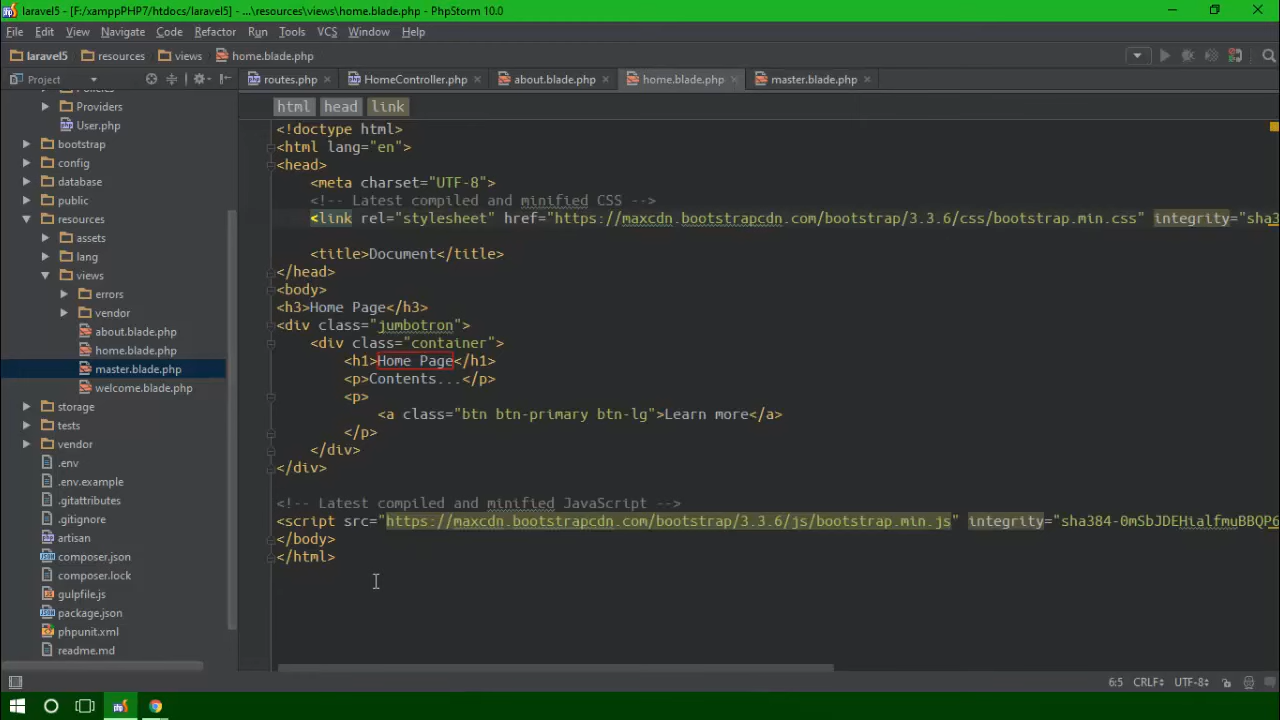 laravel5 - [F:/xamppPHP7/htdocs/laravel5] - ...\resources\views\home.blade.php - PhpStorm 10.0
File Edit View Navigate Code Refactor Run Tools VCS Window Help
laravel5 resources views home.blade.php
Project
routes.php HomeController.php about.blade.php home.blade.php master.blade.php
html head link
Providers
User.php
bootstrap
config
database
public
resources
assets
lang
views
errors
vendor
about.blade.php
home.blade.php
master.blade.php
welcome.blade.php
storage
tests
vendor
.env
.env.example
.gitattributes
.gitignore
artisan
composer.json
composer.lock
gulpfile.js
package.json
phpunit.xml
readme.md
<!doctype html>
<html lang="en">
<head>
<meta charset="UTF-8">
<!-- Latest compiled and minified CSS -->
<link rel="stylesheet" href="https://maxcdn.bootstrapcdn.com/bootstrap/3.3.6/css/bootstrap.min.css" integrity="sha3
<title>Document</title>
</head>
<body>
<h3>Home Page</h3>
<div class="jumbotron">
<div class="container">
<h1>Home Page</h1>
<p>Contents...</p>
<p>
<a class="btn btn-primary btn-lg">Learn more</a>
</p>
</div>
</div>
<!-- Latest compiled and minified JavaScript -->
<script src="https://maxcdn.bootstrapcdn.com/bootstrap/3.3.6/js/bootstrap.min.js" integrity="sha384-0mSbJDEHialfmuBBQP6
</body>
</html>
6:5 CRLF UTF-8